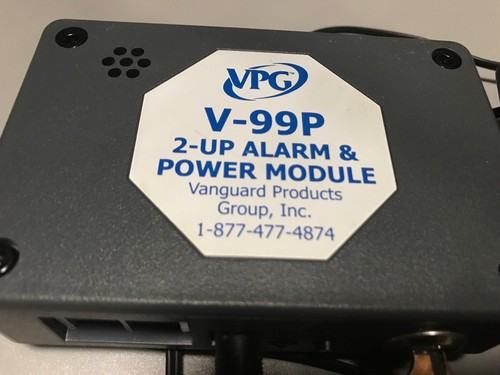 VPG
V-99P
2-UP ALARM &
POWER MODULE
Vanguard Products
Group, Inc.
1-877-477-4874